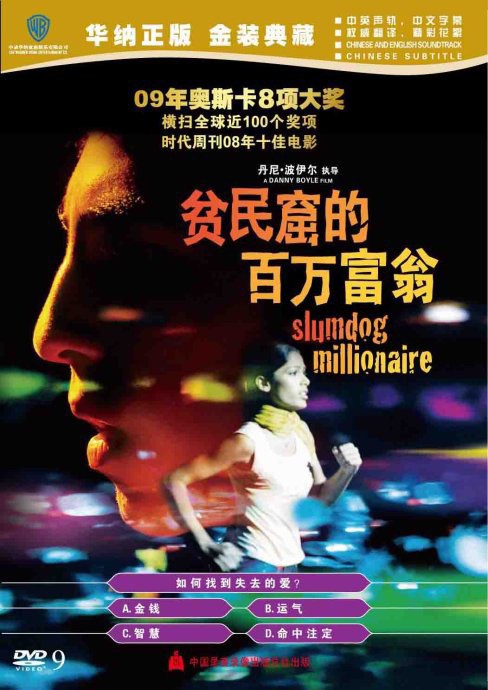 华纳正版 金装典藏
中英声轨，中文字幕
权威翻译，精彩花絮
CHINESE AND ENGLISH SOUNDTRACK
CHINESE SUBTITLE
09年奥斯卡8项大奖
横扫全球近100个奖项
时代周刊08年十佳电影
丹尼·波伊尔 执导
A DANNY BOYLE FILM
贫民窟的
百万富翁
slumdog
millionaire
如何找到失去的爱？
A.金钱
B.运气
C.智慧
D.命中注定
DVD 9
VIDEO